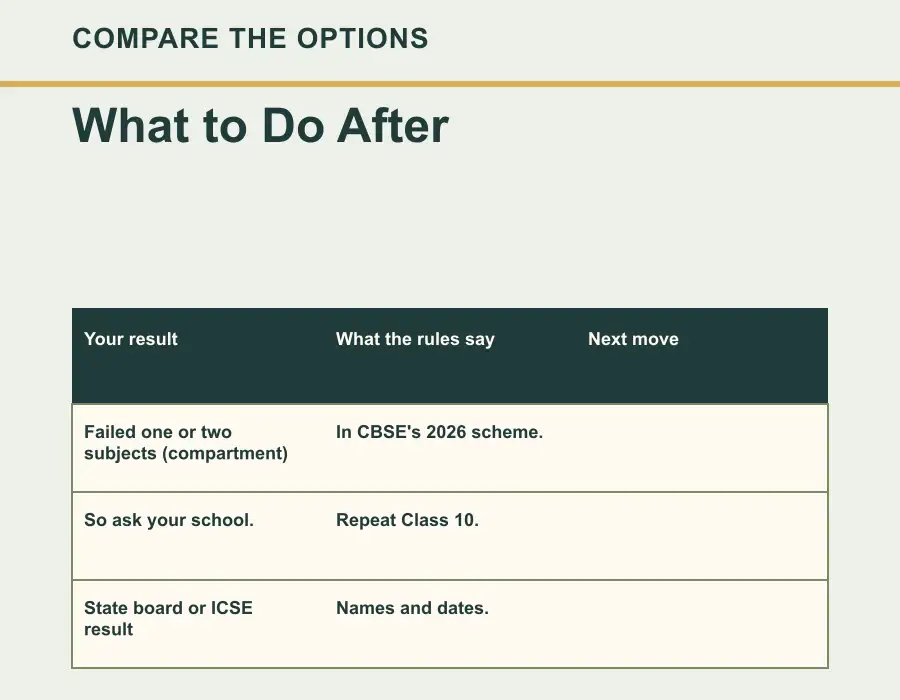 COMPARE THE OPTIONS
What to Do After
Your result What the rules say Next move
Failed one or two
subjects (compartment)
In CBSE's 2026 scheme.
So ask your school.
Repeat Class 10.
State board or ICSE
result
Names and dates.